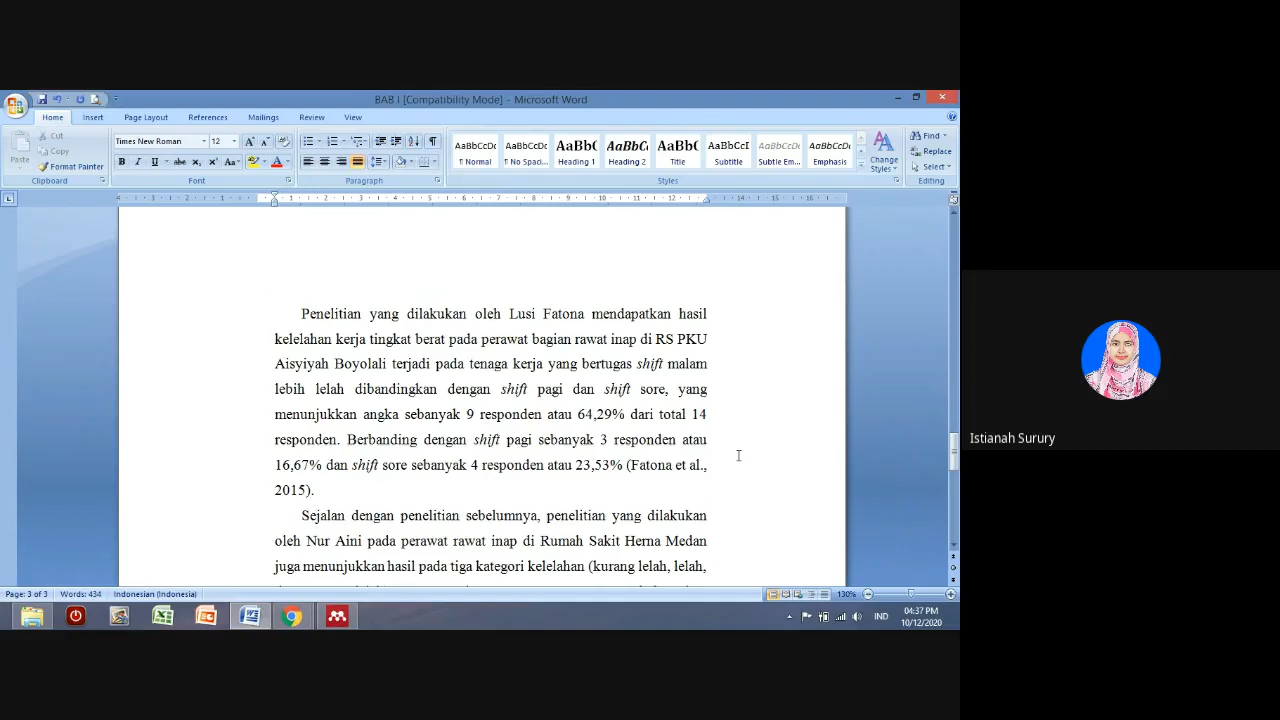 BAB I [Compatibility Mode] - Microsoft Word
Home Insert Page Layout References Mailings Review View
Paste
Cut
Copy
Format Painter
Clipboard
Times New Roman 12
Font
Paragraph
AaBbCcDc AaBbCcDc AaBbC( AaBbCc AaBbC AaBbCcI AaBbCcDc AaBbCcDc
¶ Normal ¶ No Spaci... Heading 1 Heading 2 Title Subtitle Subtle Em... Emphasis
Change Styles
Styles
Find
Replace
Select
Editing
Penelitian yang dilakukan oleh Lusi Fatona mendapatkan hasil
kelelahan kerja tingkat berat pada perawat bagian rawat inap di RS PKU
Aisyiyah Boyolali terjadi pada tenaga kerja yang bertugas shift malam
lebih lelah dibandingkan dengan shift pagi dan shift sore, yang
menunjukkan angka sebanyak 9 responden atau 64,29% dari total 14
responden. Berbanding dengan shift pagi sebanyak 3 responden atau
16,67% dan shift sore sebanyak 4 responden atau 23,53% (Fatona et al.,
2015).
Sejalan dengan penelitian sebelumnya, penelitian yang dilakukan
oleh Nur Aini pada perawat rawat inap di Rumah Sakit Herna Medan
juga menunjukkan hasil pada tiga kategori kelelahan (kurang lelah, lelah,
Istianah Surury
Page: 3 of 3 Words: 434 Indonesian (Indonesia) 130%
IND
04:37 PM
10/12/2020